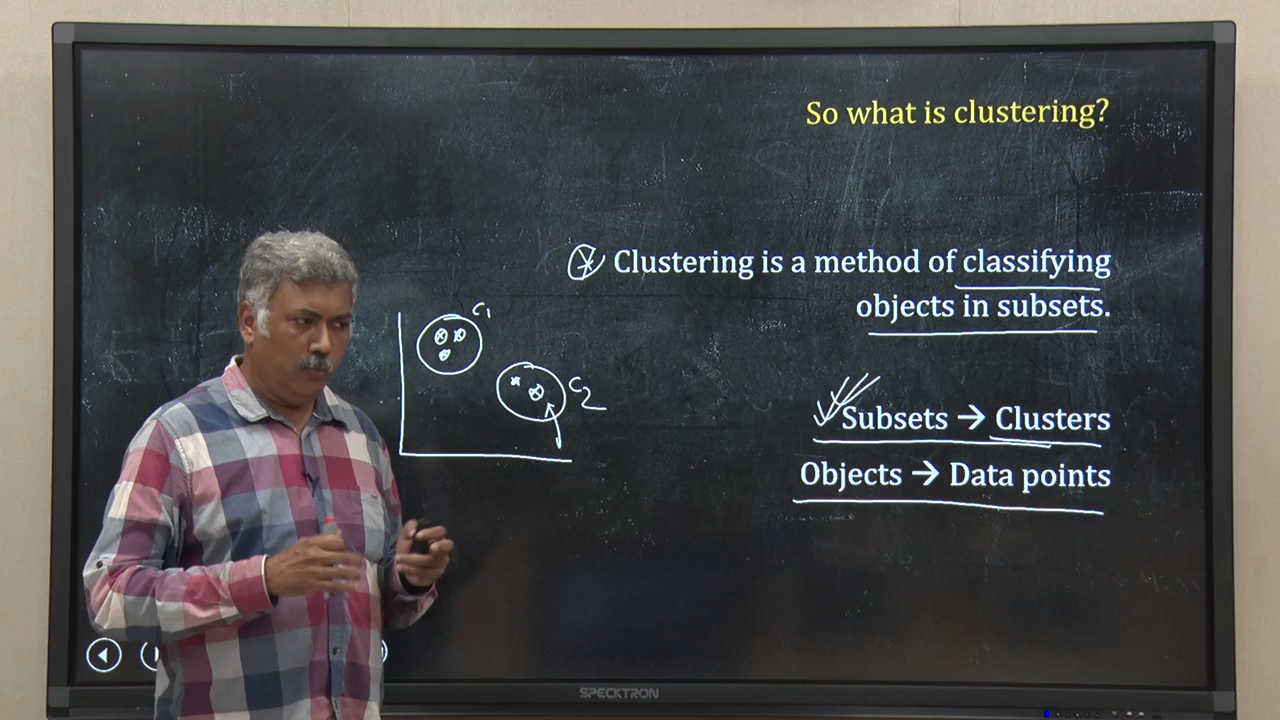 So what is clustering?
Clustering is a method of classifying
objects in subsets.
C1
C2
Subsets → Clusters
Objects → Data points
SPECKTRON